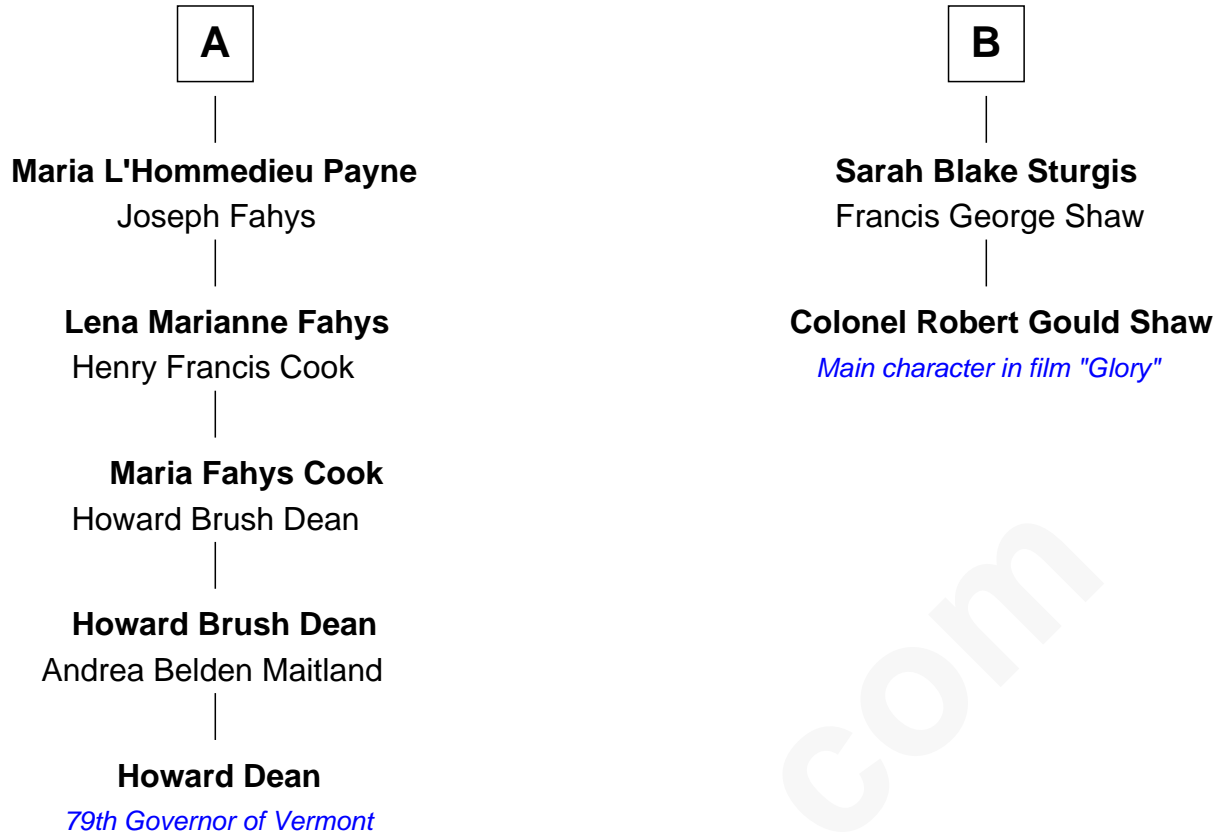 A
Maria L'Hommedieu Payne
Joseph Fahys
Lena Marianne Fahys
Henry Francis Cook
Maria Fahys Cook
Howard Brush Dean
Howard Brush Dean
Andrea Belden Maitland
Howard Dean
79th Governor of Vermont
B
Sarah Blake Sturgis
Francis George Shaw
Colonel Robert Gould Shaw
Main character in film "Glory"
com